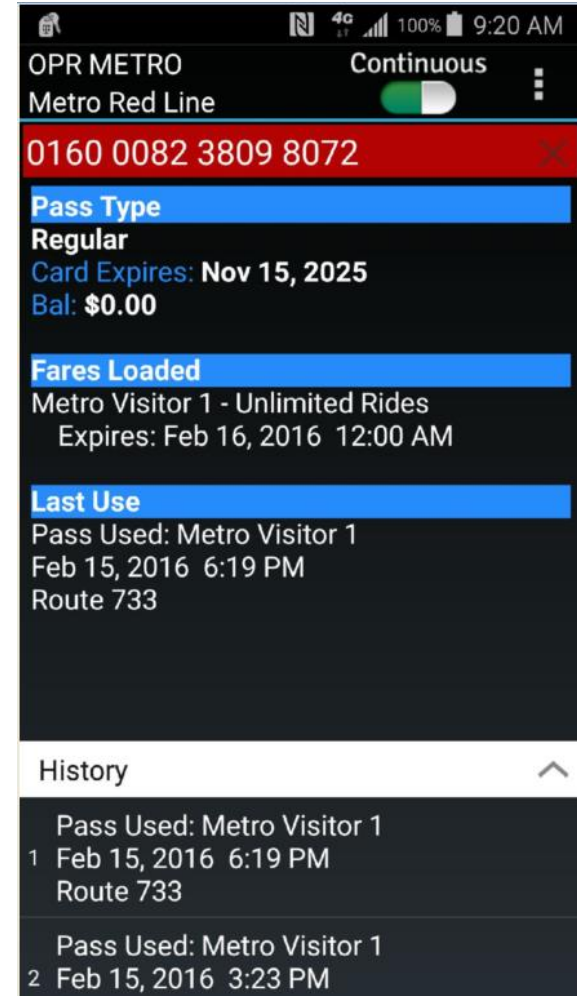 4G 100% 9:20 AM
OPR METRO Continuous
Metro Red Line
0160 0082 3809 8072
Pass Type
Regular
Card Expires: Nov 15, 2025
Bal: $0.00
Fares Loaded
Metro Visitor 1 - Unlimited Rides
Expires: Feb 16, 2016 12:00 AM
Last Use
Pass Used: Metro Visitor 1
Feb 15, 2016 6:19 PM
Route 733
History
Pass Used: Metro Visitor 1
1 Feb 15, 2016 6:19 PM
Route 733
Pass Used: Metro Visitor 1
2 Feb 15, 2016 3:23 PM